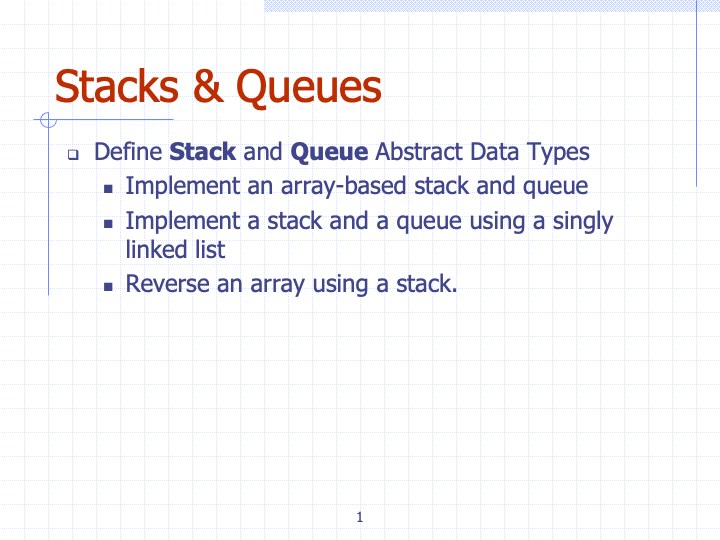 Stacks & Queues
Define Stack and Queue Abstract Data Types
Implement an array-based stack and queue
Implement a stack and a queue using a singly
linked list
Reverse an array using a stack.
1